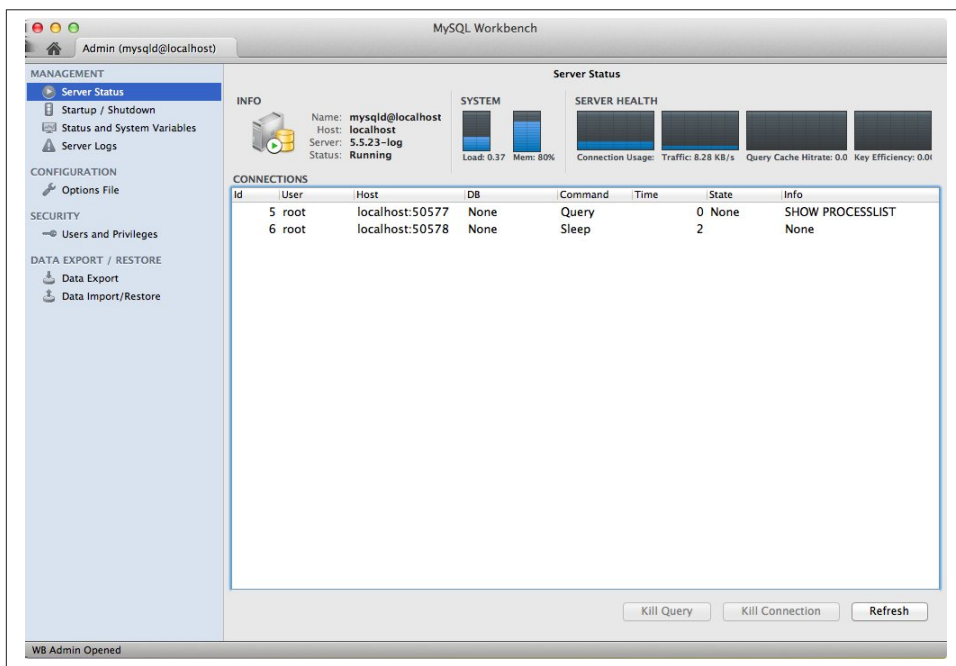 MySQL Workbench
Admin (mysqld@localhost)
MANAGEMENT
Server Status
Startup / Shutdown
Status and System Variables
Server Logs
CONFIGURATION
Options File
SECURITY
Users and Privileges
DATA EXPORT / RESTORE
Data Export
Data Import/Restore
Server Status
INFO
Name: mysqld@localhost
Host: localhost
Server: 5.5.23-log
Status: Running
SYSTEM
Load: 0.37 Mem: 80%
SERVER HEALTH
Connection Usage: Traffic: 8.28 KB/s Query Cache Hitrate: 0.0 Key Efficiency: 0.0
CONNECTIONS
Id User Host DB Command Time State Info
5 root localhost:50577 None Query 0 None SHOW PROCESSLIST
6 root localhost:50578 None Sleep 2 None
Kill Query Kill Connection Refresh
WB Admin Opened